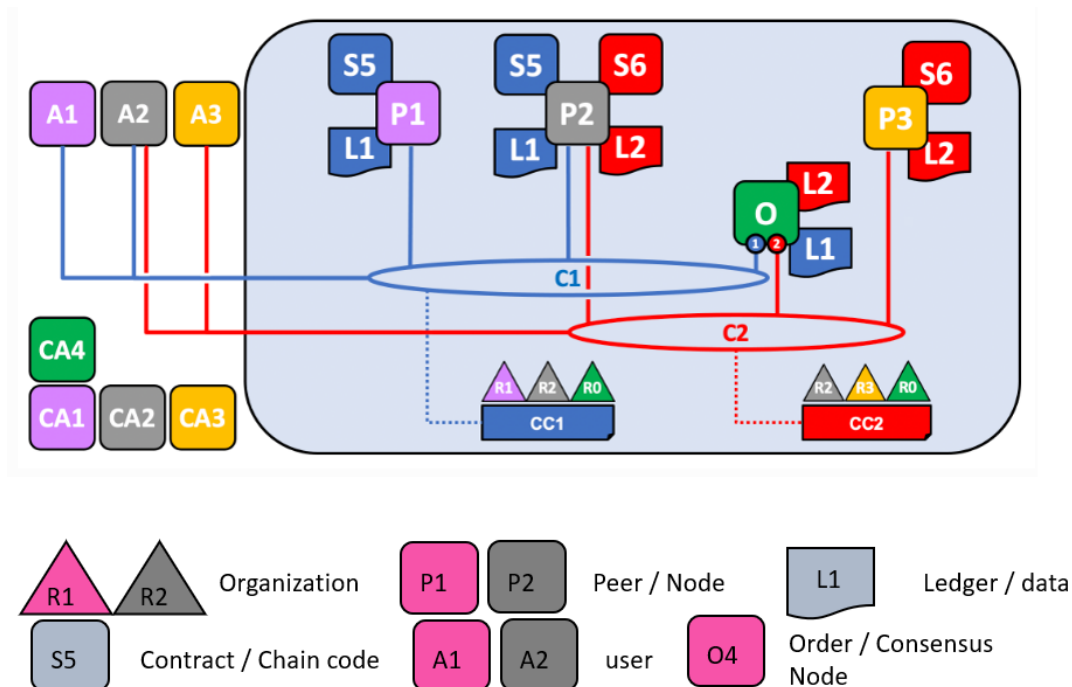 S5
S5
S6
S6
A1
A2
A3
P1
P2
P3
L1
L1
L2
L2
L2
O
1
2
L1
C1
C2
CA4
CA1
CA2
CA3
R1
R2
R0
CC1
R2
R3
R0
CC2
R1
R2
Organization
P1
P2
Peer / Node
L1
Ledger / data
S5
Contract / Chain code
A1
A2
user
O4
Order / Consensus
Node